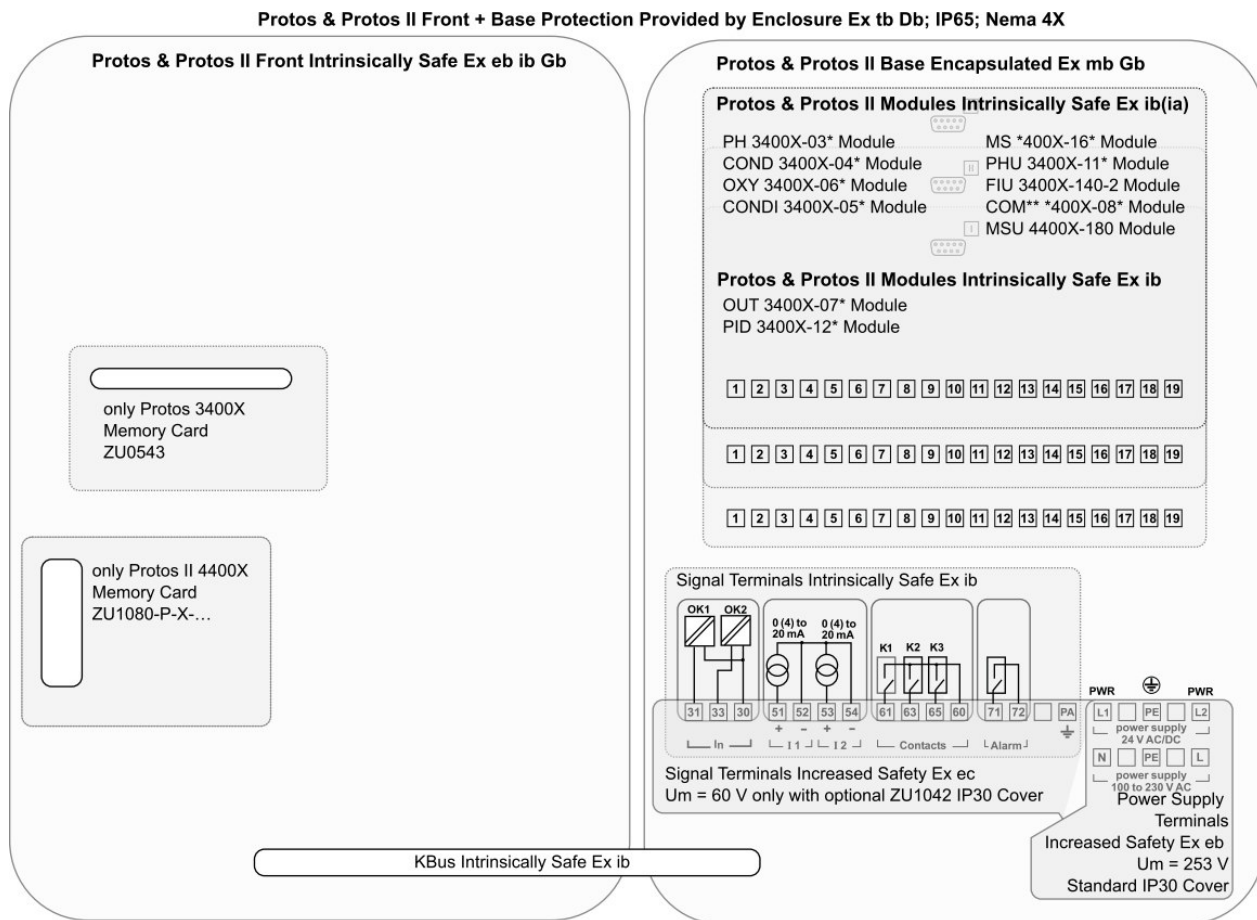 Protos & Protos II Front + Base Protection Provided by Enclosure Ex tb Db; IP65; Nema 4X
Protos & Protos II Front Intrinsically Safe Ex eb ib Gb
only Protos 3400X
Memory Card
ZU0543
only Protos II 4400X
Memory Card
ZU1080-P-X-…
KBus Intrinsically Safe Ex ib
Protos & Protos II Base Encapsulated Ex mb Gb
Protos & Protos II Modules Intrinsically Safe Ex ib(ia)
PH 3400X-03* Module
COND 3400X-04* Module
OXY 3400X-06* Module
CONDI 3400X-05* Module
MS *400X-16* Module
II PHU 3400X-11* Module
FIU 3400X-140-2 Module
COM** *400X-08* Module
I MSU 4400X-180 Module
Protos & Protos II Modules Intrinsically Safe Ex ib
OUT 3400X-07* Module
PID 3400X-12* Module
1 2 3 4 5 6 7 8 9 10 11 12 13 14 15 16 17 18 19
1 2 3 4 5 6 7 8 9 10 11 12 13 14 15 16 17 18 19
1 2 3 4 5 6 7 8 9 10 11 12 13 14 15 16 17 18 19
Signal Terminals Intrinsically Safe Ex ib
OK1 OK2
0 (4) to 0 (4) to
20 mA 20 mA
K1 K2 K3
31 33 30 51 52 53 54 61 63 65 60 71 72 PA
+ – + –
In I 1 I 2 Contacts Alarm
Signal Terminals Increased Safety Ex ec
Um = 60 V only with optional ZU1042 IP30 Cover
PWR PWR
L1 PE L2
power supply
24 V AC/DC
N PE L
power supply
100 to 230 V AC
Power Supply
Terminals
Increased Safety Ex eb
Um = 253 V
Standard IP30 Cover